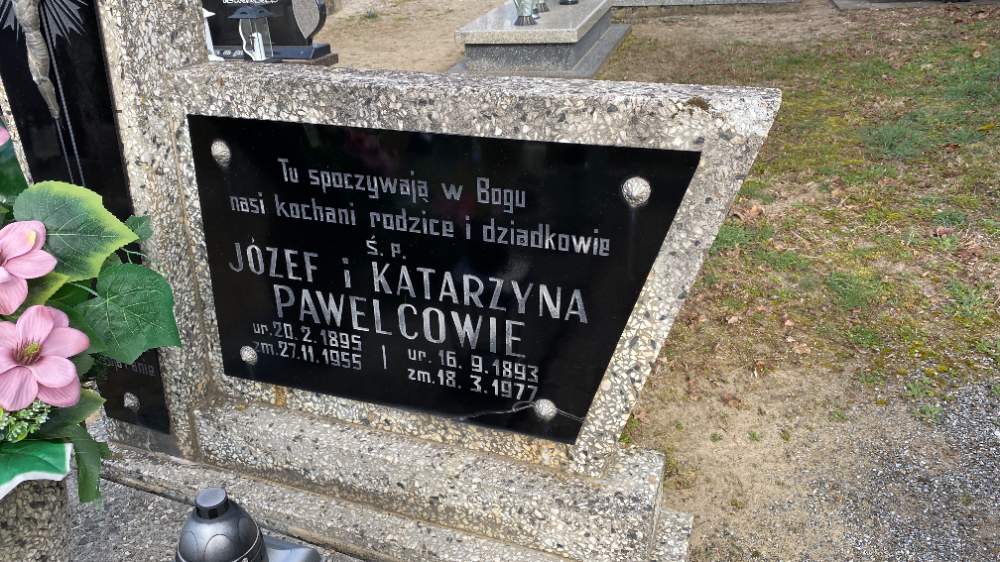 Tu spoczywają w Bogu
nasi kochani rodzice i dziadkowie
ś. p.
JÓZEF i KATARZYNA
PAWELCOWIE
ur. 20. 2. 1895
zm. 27. 11. 1955
ur. 16. 9. 1893
zm. 18. 3. 1977